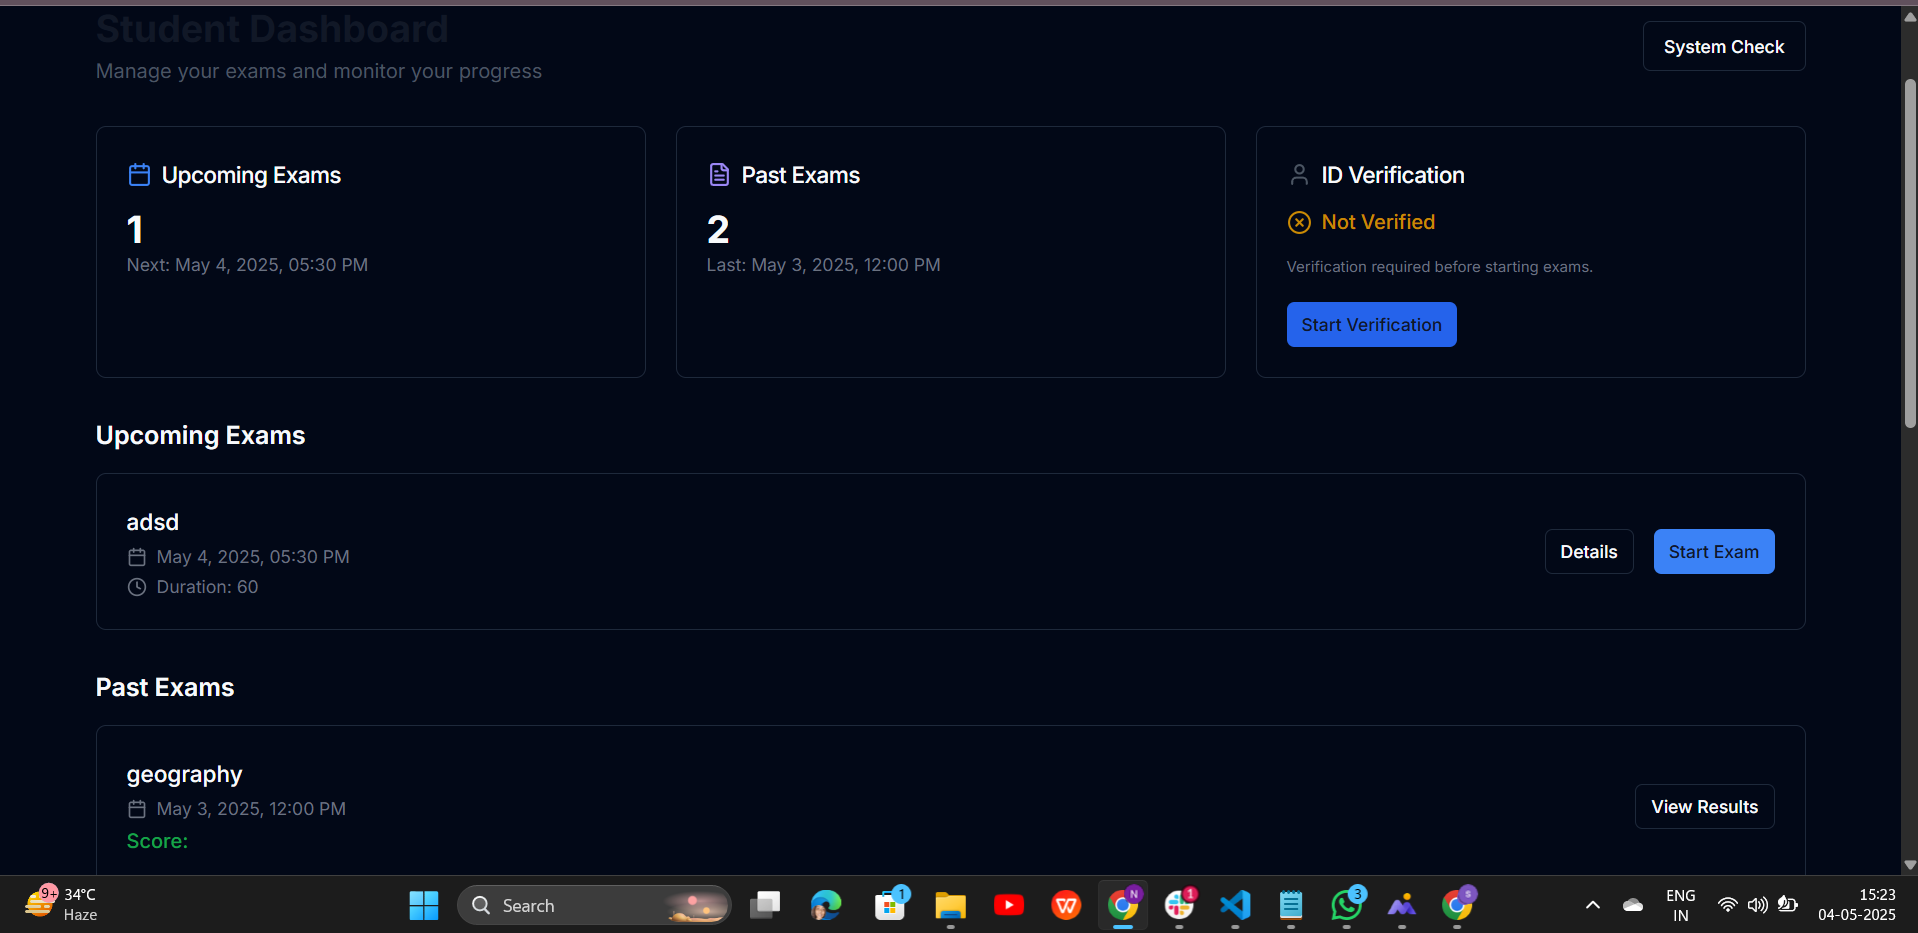 Student Dashboard
Manage your exams and monitor your progress
System Check
Upcoming Exams
1
Next: May 4, 2025, 05:30 PM
Past Exams
2
Last: May 3, 2025, 12:00 PM
ID Verification
Not Verified
Verification required before starting exams.
Start Verification
Upcoming Exams
adsd
May 4, 2025, 05:30 PM
Duration: 60
Details
Start Exam
Past Exams
geography
May 3, 2025, 12:00 PM
Score:
View Results
9+
34°C
Haze
Search
1
N
1
3
S
ENG
IN
15:23
04-05-2025